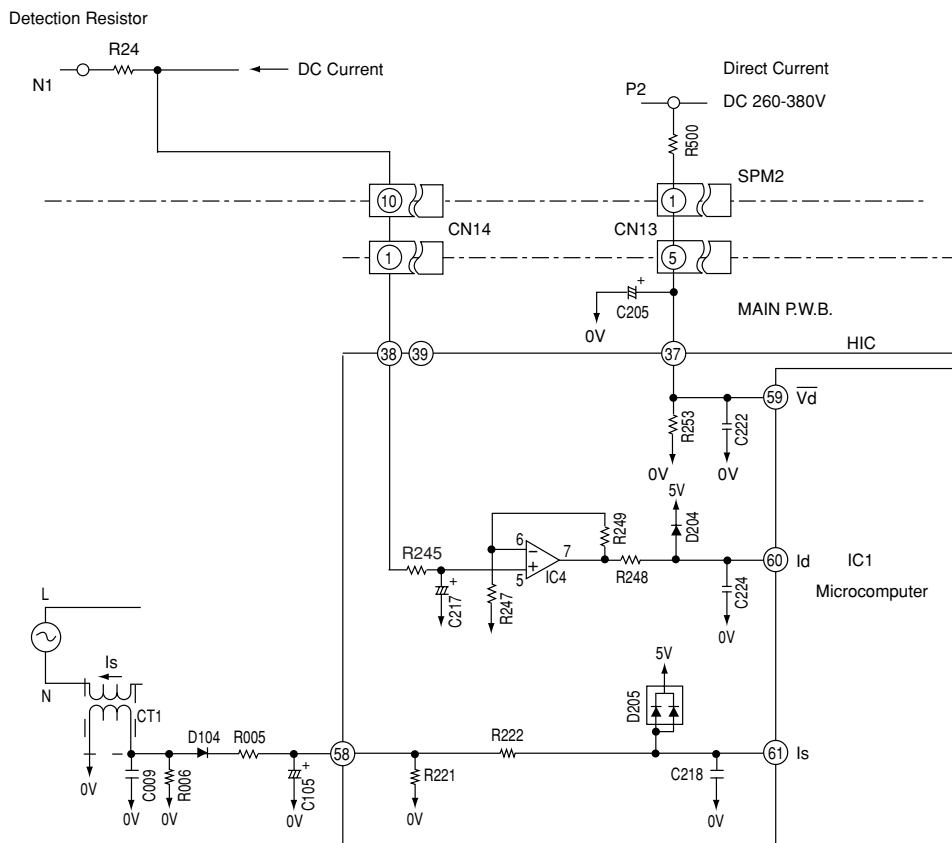 Detection Resistor
R24
N1
DC Current
P2
Direct Current
DC 260-380V
R500
SPM2
10
1
CN14
CN13
1
5
+
C205
0V
MAIN P.W.B.
38
39
37
HIC
59
Vd
R253
0V
C222
0V
5V
D204
R249
6
−
7
5
+
IC4
R245
+
C217
R247
R248
C224
0V
60
Id
IC1
Microcomputer
L
N
Is
CT1
0V
C009
0V
R006
0V
D104
R005
+
C105
0V
58
R221
0V
R222
5V
D205
C218
0V
61
Is